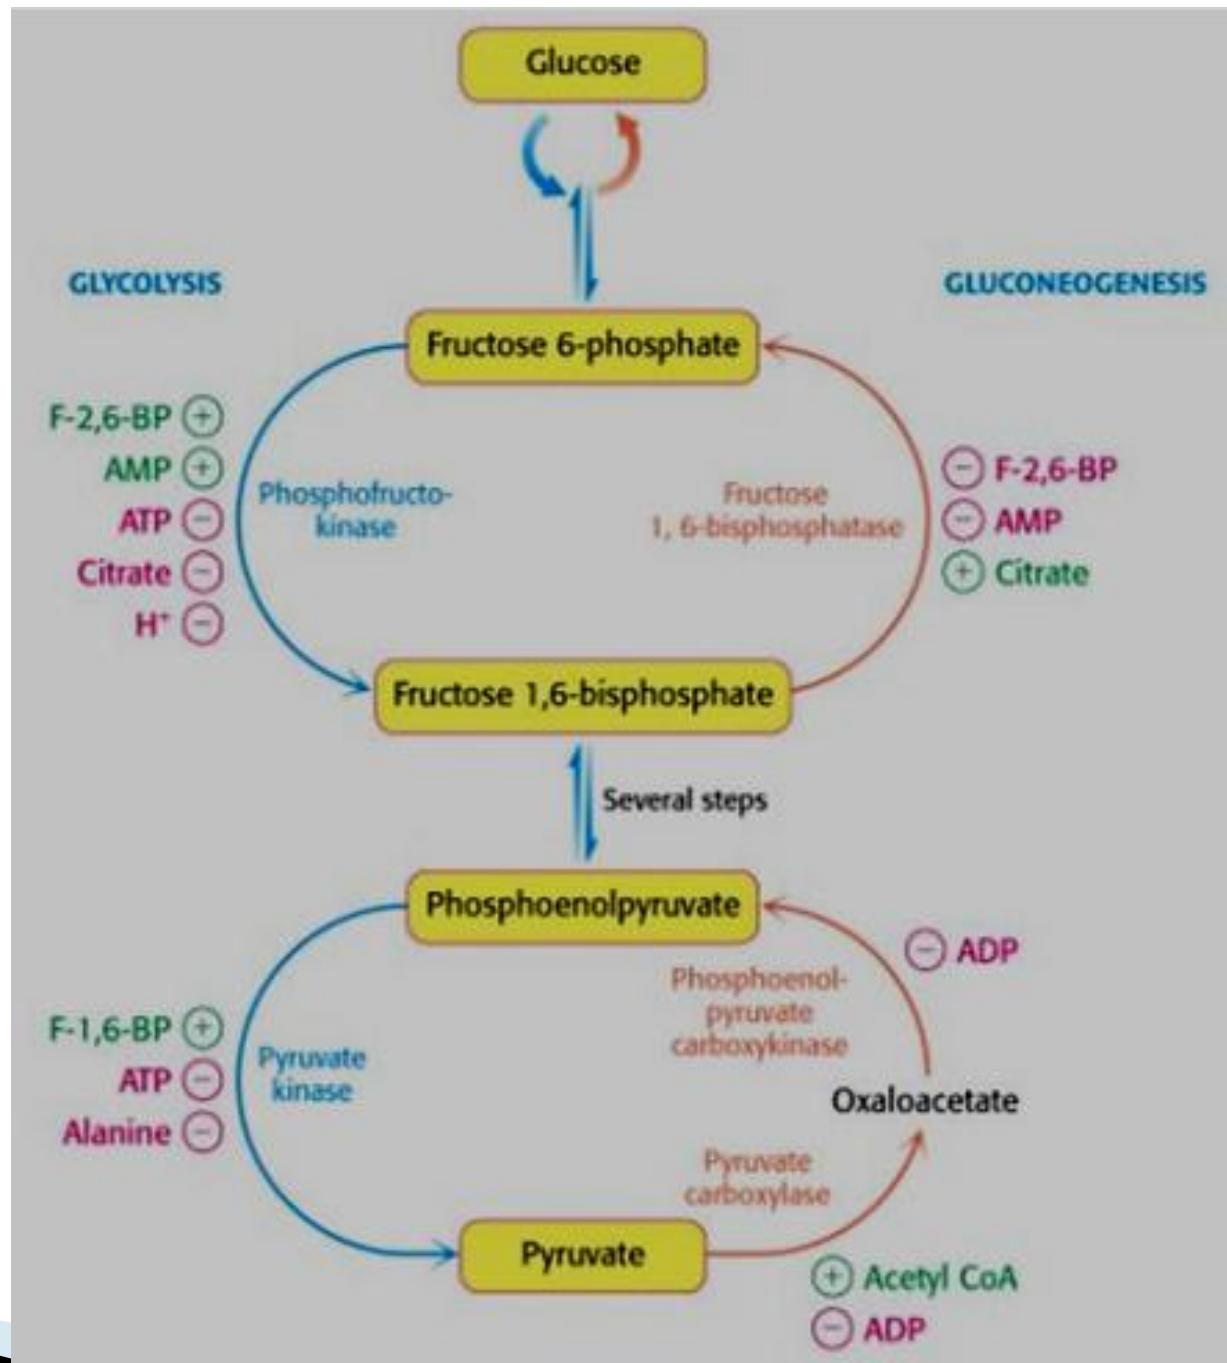 Glucose
GLYCOLYSIS
GLUCONEOGENESIS
Fructose 6-phosphate
F-2,6-BP +
AMP +
ATP −
Citrate −
H⁺ −
Phosphofructo-
kinase
Fructose
1, 6-bisphosphatase
− F-2,6-BP
− AMP
+ Citrate
Fructose 1,6-bisphosphate
Several steps
Phosphoenolpyruvate
− ADP
Phosphoenol-
pyruvate
carboxykinase
F-1,6-BP +
ATP −
Alanine −
Pyruvate
kinase
Oxaloacetate
Pyruvate
carboxylase
Pyruvate
+ Acetyl CoA
− ADP